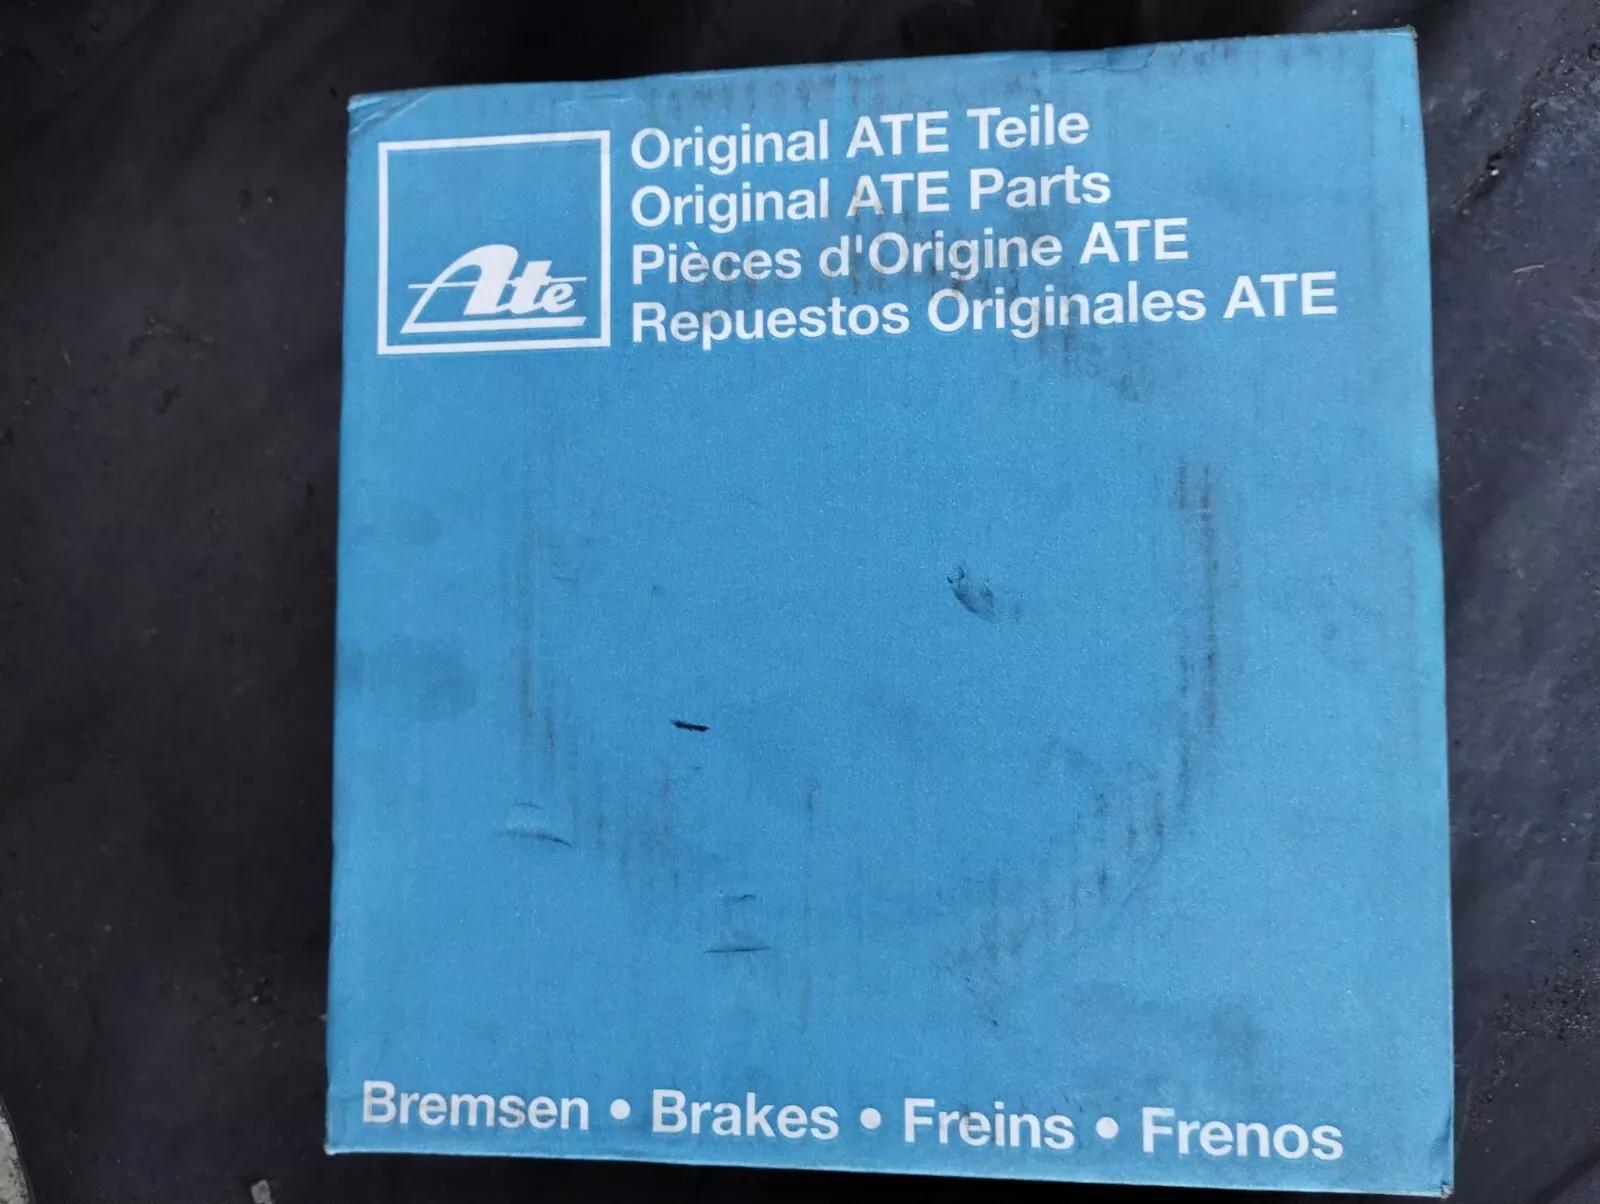 Ate
Original ATE Teile
Original ATE Parts
Pièces d'Origine ATE
Repuestos Originales ATE
Bremsen • Brakes • Freins • Frenos